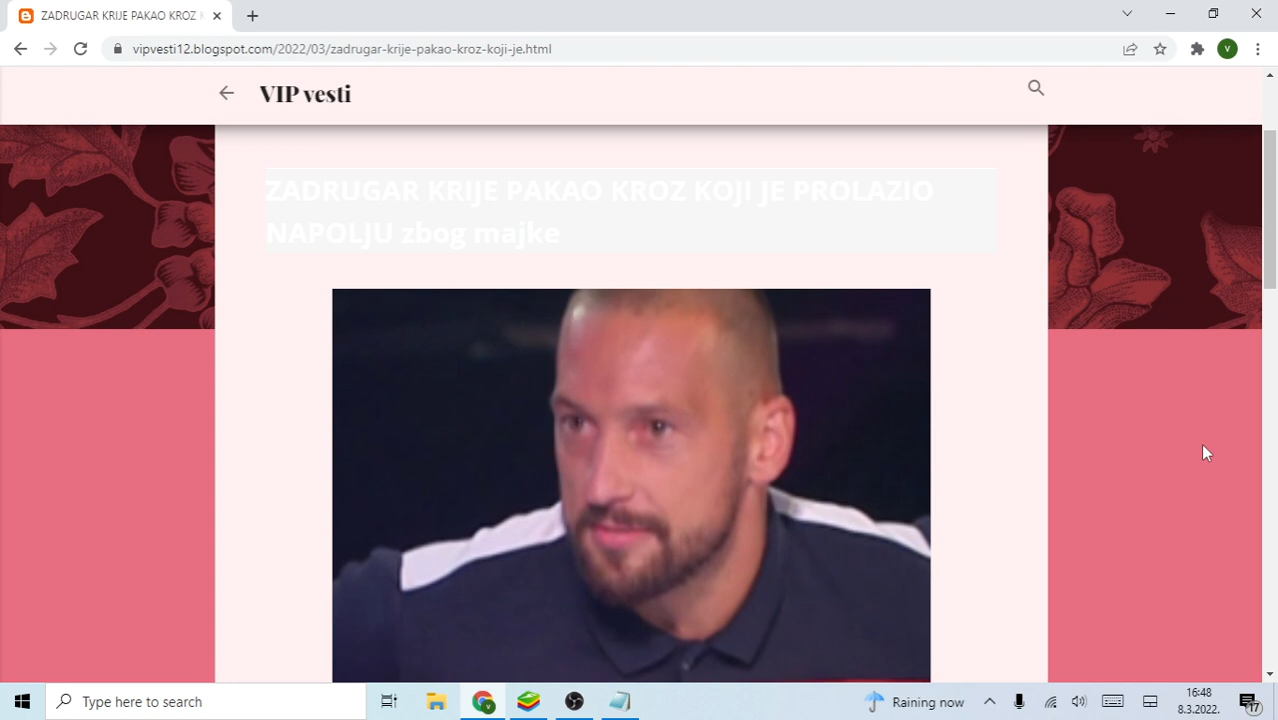 ZADRUGAR KRIJE PAKAO KROZ
vipvesti12.blogspot.com/2022/03/zadrugar-krije-pakao-kroz-koji-je.html
V
VIP vesti
ZADRUGAR KRIJE PAKAO KROZ KOJI JE PROLAZIO
NAPOLJU zbog majke
Type here to search
Raining now
16:48
8.3.2022.
17